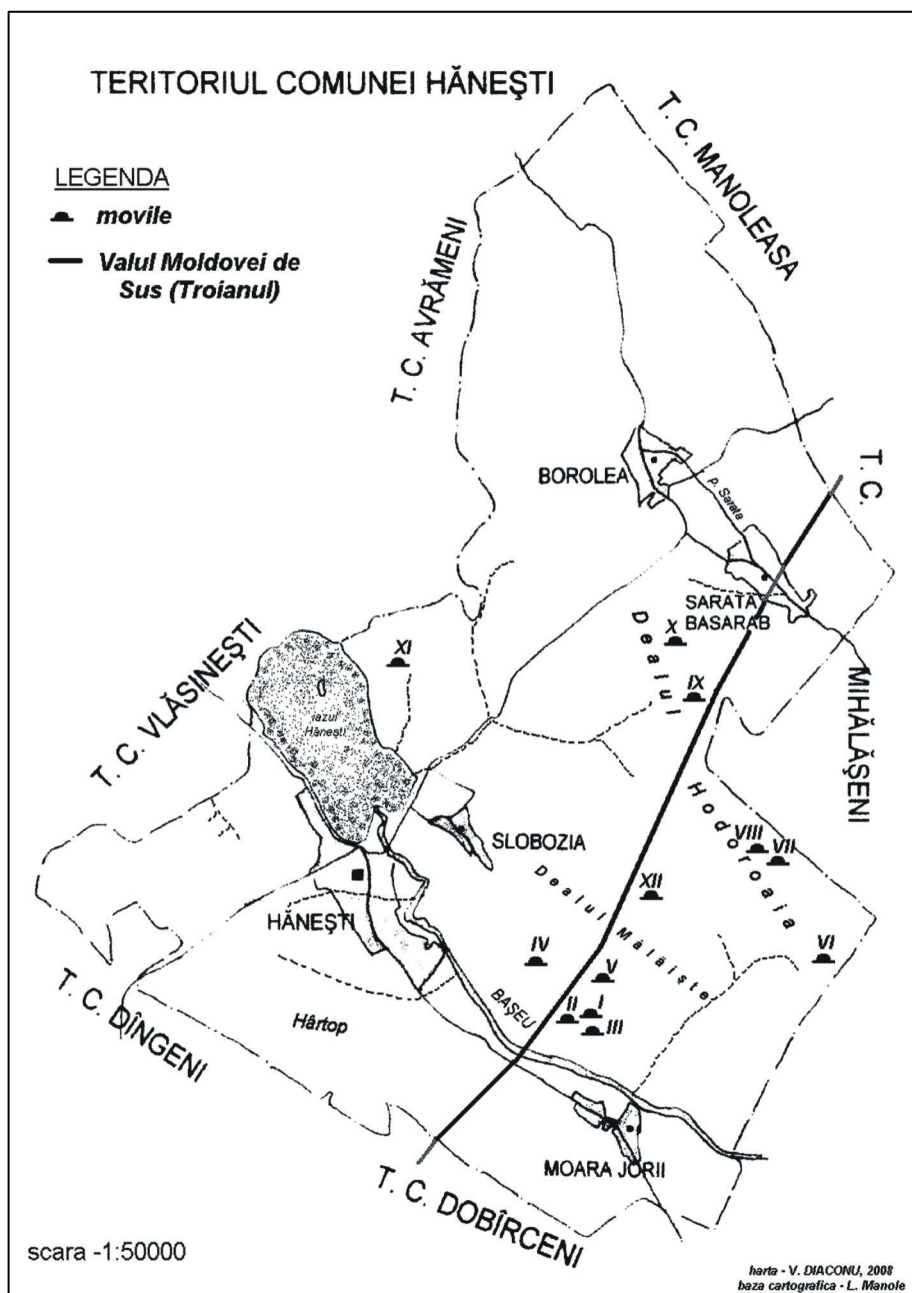 TERITORIUL COMUNEI HĂNEŞTI
LEGENDA
movile
Valul Moldovei de
Sus (Troianul)
T. C. MANOLEASA
T. C. AVRĂMENI
T. C.
MIHĂLĂŞENI
BOROLEA
p. Sarata
SARATA
BASARAB
Dealul
X
IX
XI
T. C. VLĂSINEŞTI
iazul
Hăneşti
Hodoroaia
VIII
VII
SLOBOZIA
Dealul Mălăişte
XII
HĂNEŞTI
IV
V
VI
BAŞEU
II
I
III
Hârtop
T. C. DÎNGENI
MOARA JORII
T. C. DOBÎRCENI
scara -1:50000
harta - V. DIACONU, 2008
baza cartografica - L. Manole